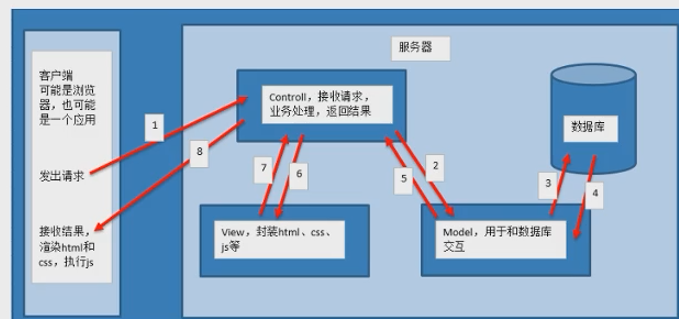 服务器
客户端
可能是浏览
器，也可能
是一个应用
发出请求
接收结果，
渲染html和
css，执行js
Controll，接收请求，
业务处理，返回结果
数据库
View，封装html、css、
js等
Model，用于和数据库
交互
1
8
7
6
2
5
3
4